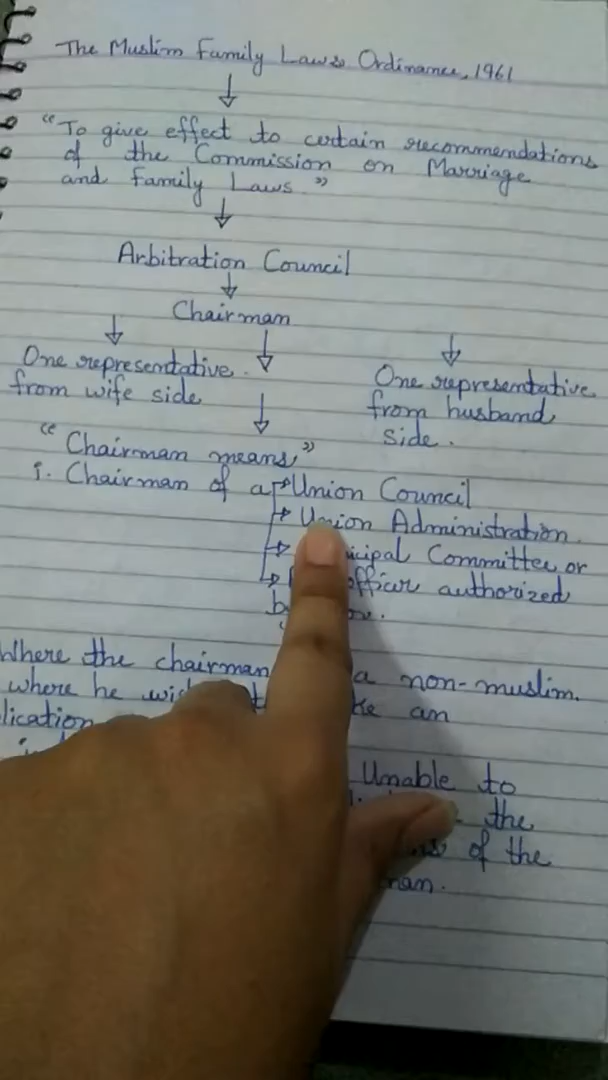 The Muslim Family Laws Ordinance, 1961
"To give effect to certain recommendations
of the Commission on Marriage
and Family Laws."
Arbitration Council
Chairman
One representative
from wife side
One representative
from husband
side.
"Chairman means"
i. Chairman of a → Union Council
→ Union Administration
Committee or
authorized
Where the chairman a non-muslim.
where he an
Unable to
the
of the